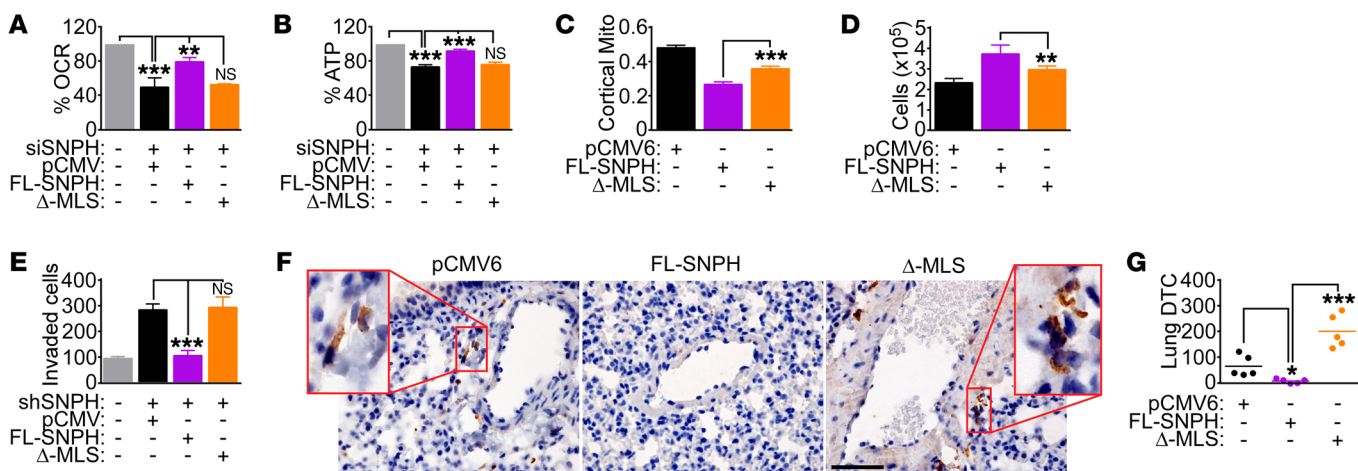 A
% OCR
120
80
40
0
***
**
NS
siSNPH: - + + +
pCMV: - + - -
FL-SNPH: - - + -
Δ-MLS: - - - +
B
% ATP
120
80
40
0
***
***
NS
siSNPH: - + + +
pCMV: - + - -
FL-SNPH: - - + -
Δ-MLS: - - - +
C
Cortical Mito
0.6
0.4
0.2
0
***
pCMV6: + - -
FL-SNPH: - + -
Δ-MLS: - - +
D
Cells (x10⁵)
5
4
3
2
1
0
**
pCMV6: + - -
FL-SNPH: - + -
Δ-MLS: - - +
E
Invaded cells
400
300
200
100
0
***
NS
shSNPH: - + + +
pCMV: - + - -
FL-SNPH: - - + -
Δ-MLS: - - - +
F
pCMV6
FL-SNPH
Δ-MLS
G
Lung DTC
400
300
200
100
0
*
***
pCMV6: + - -
FL-SNPH: - + -
Δ-MLS: - - +